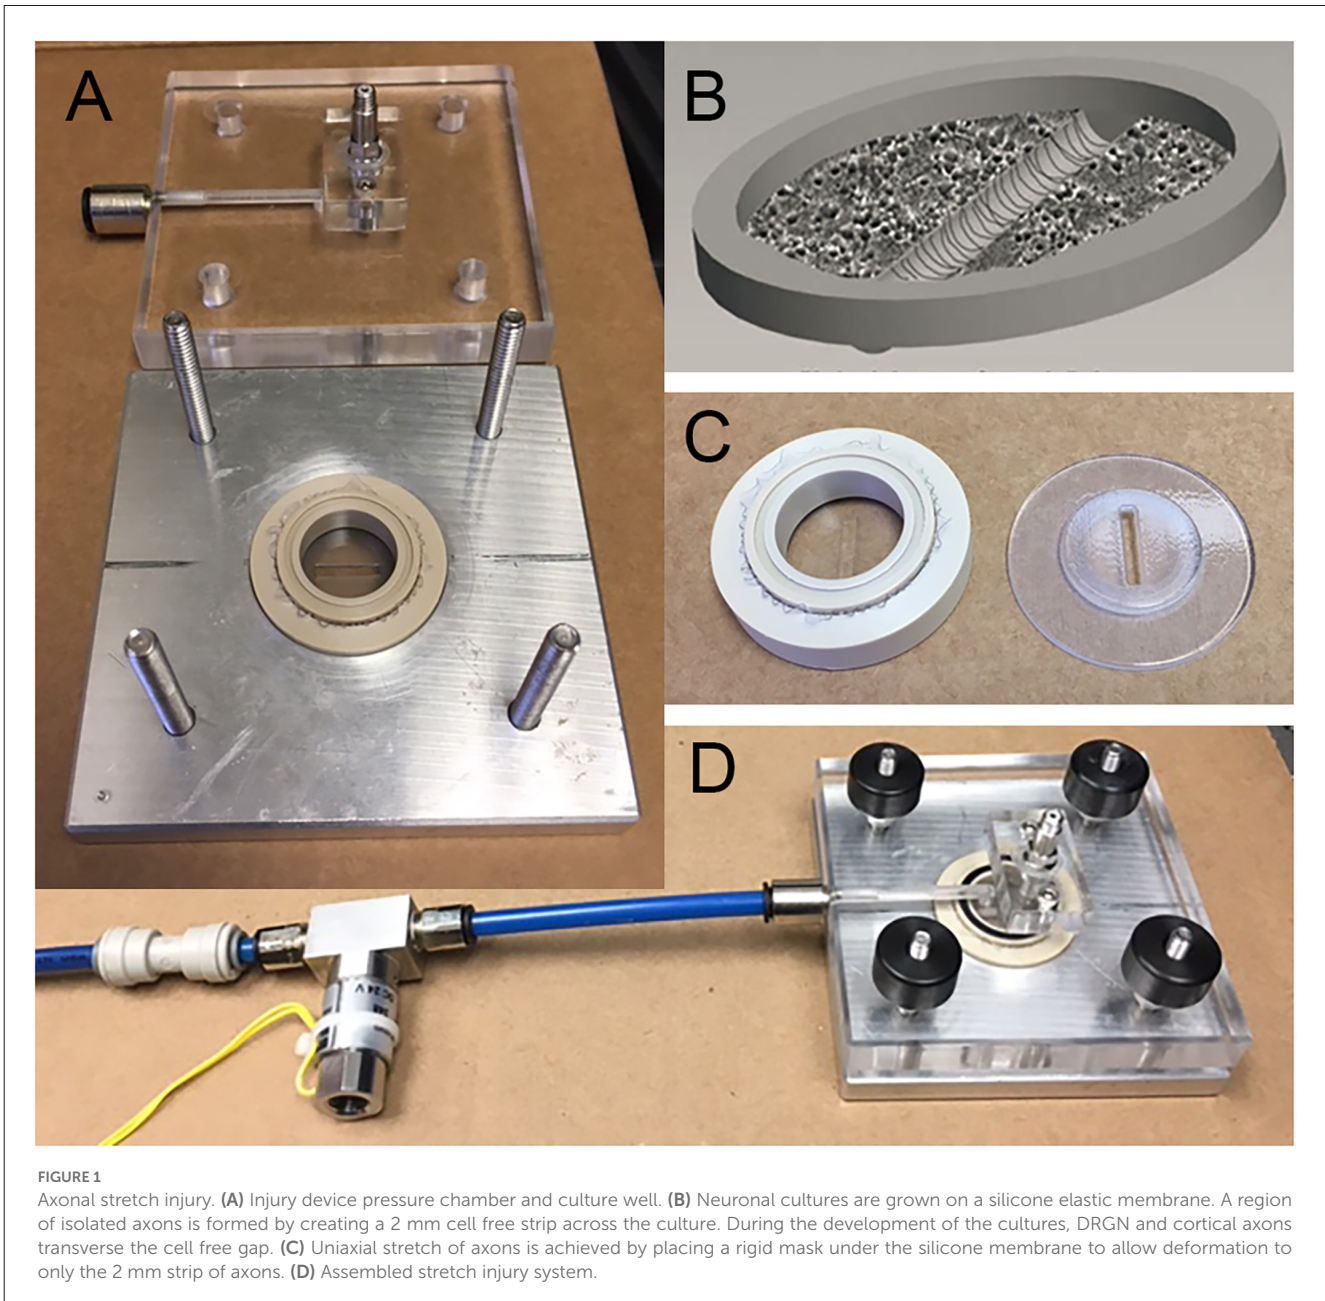 A
B
C
D
DC 24 V
FIGURE 1
Axonal stretch injury. (A) Injury device pressure chamber and culture well. (B) Neuronal cultures are grown on a silicone elastic membrane. A region
of isolated axons is formed by creating a 2 mm cell free strip across the culture. During the development of the cultures, DRGN and cortical axons
transverse the cell free gap. (C) Uniaxial stretch of axons is achieved by placing a rigid mask under the silicone membrane to allow deformation to
only the 2 mm strip of axons. (D) Assembled stretch injury system.